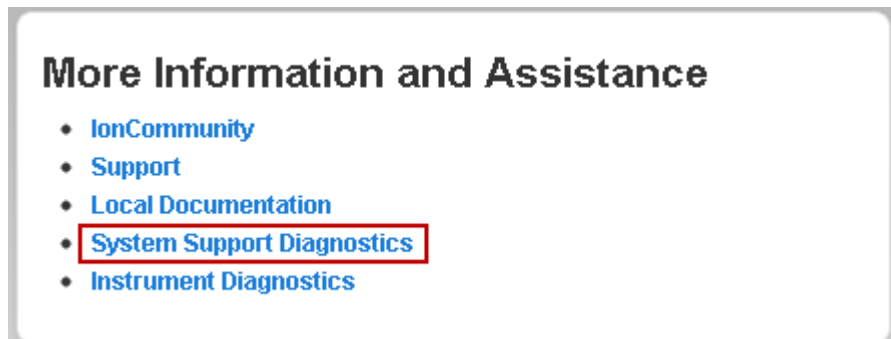 More Information and Assistance
IonCommunity
Support
Local Documentation
System Support Diagnostics
Instrument Diagnostics